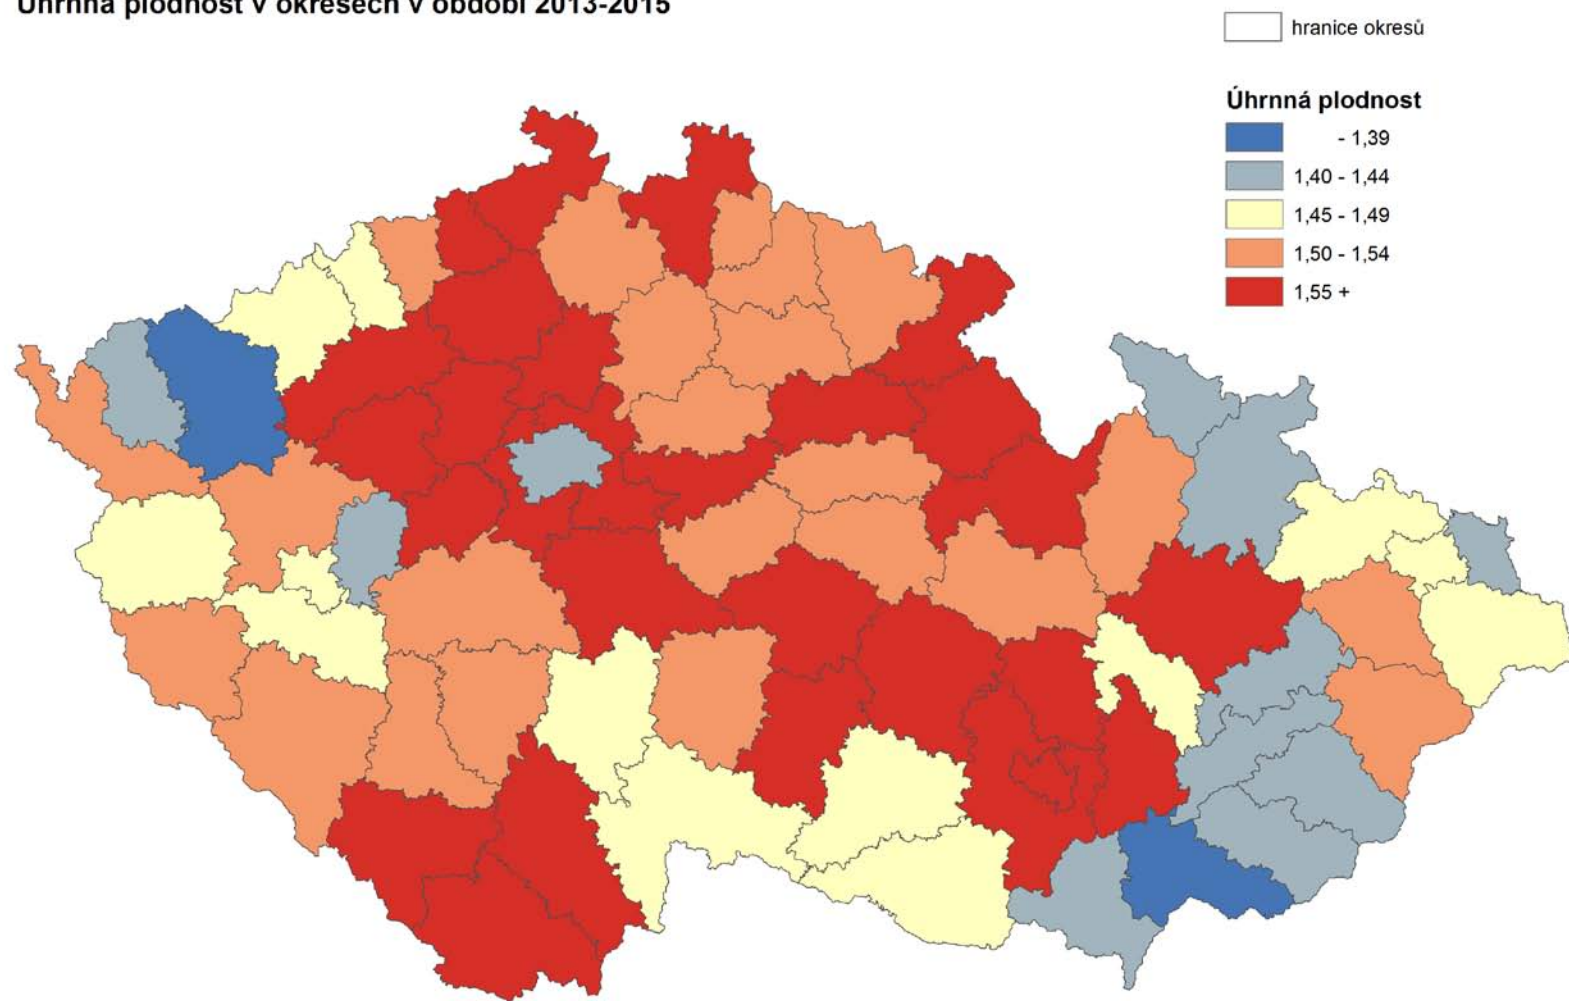 Úhrnná plodnost v okresech v období 2013-2015
hranice okresů
Úhrnná plodnost
- 1,39
1,40 - 1,44
1,45 - 1,49
1,50 - 1,54
1,55 +